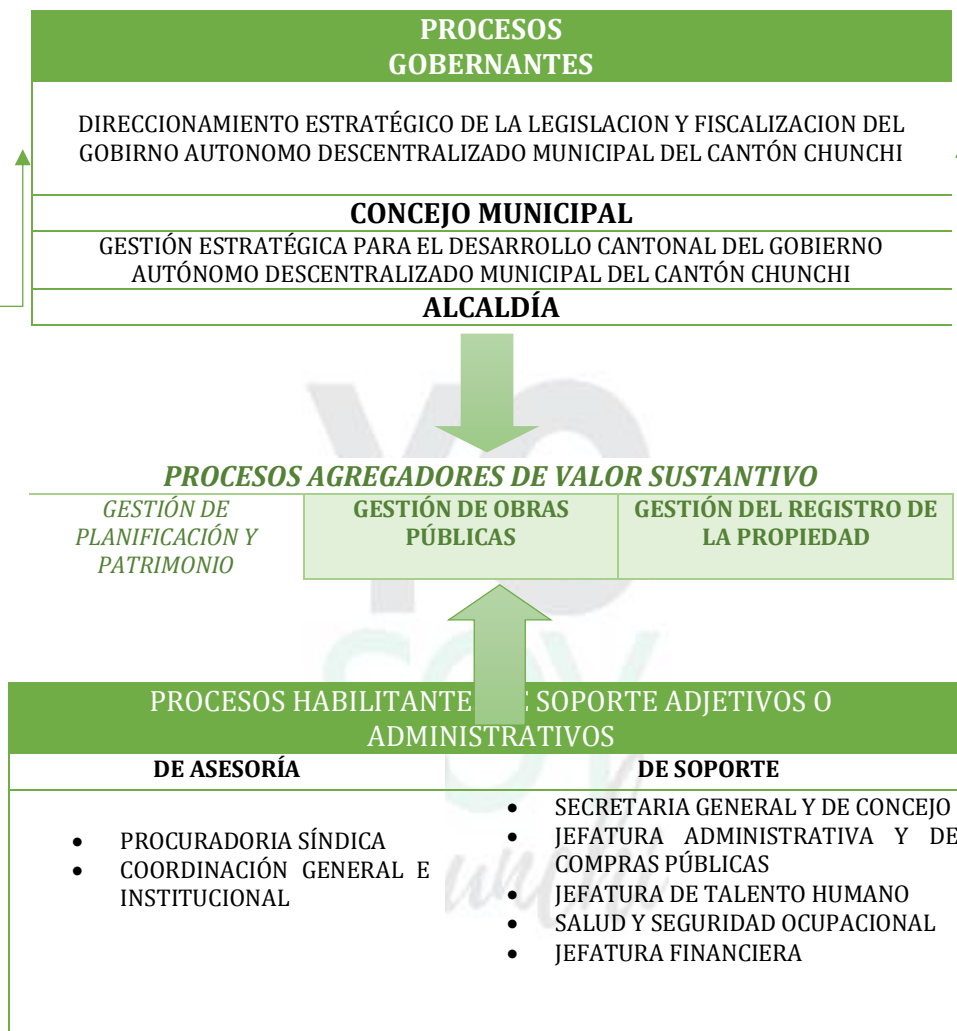 PROCESOS
GOBERNANTES
DIRECCIONAMIENTO ESTRATÉGICO DE LA LEGISLACION Y FISCALIZACION DEL
GOBIRNO AUTONOMO DESCENTRALIZADO MUNICIPAL DEL CANTÓN CHUNCHI
CONCEJO MUNICIPAL
GESTIÓN ESTRATÉGICA PARA EL DESARROLLO CANTONAL DEL GOBIERNO
AUTÓNOMO DESCENTRALIZADO MUNICIPAL DEL CANTÓN CHUNCHI
ALCALDÍA
YO
PROCESOS AGREGADORES DE VALOR SUSTANTIVO
GESTIÓN DE
PLANIFICACIÓN Y
PATRIMONIO
GESTIÓN DE OBRAS
PÚBLICAS
GESTIÓN DEL REGISTRO DE
LA PROPIEDAD
SOY
PROCESOS HABILITANTE SOPORTE ADJETIVOS O
ADMINISTRATIVOS
DE ASESORÍA
• PROCURADORIA SÍNDICA
• COORDINACIÓN GENERAL E
INSTITUCIONAL
DE SOPORTE
• SECRETARIA GENERAL Y DE CONCEJO
• JEFATURA ADMINISTRATIVA Y DE
COMPRAS PÚBLICAS
• JEFATURA DE TALENTO HUMANO
• SALUD Y SEGURIDAD OCUPACIONAL
• JEFATURA FINANCIERA